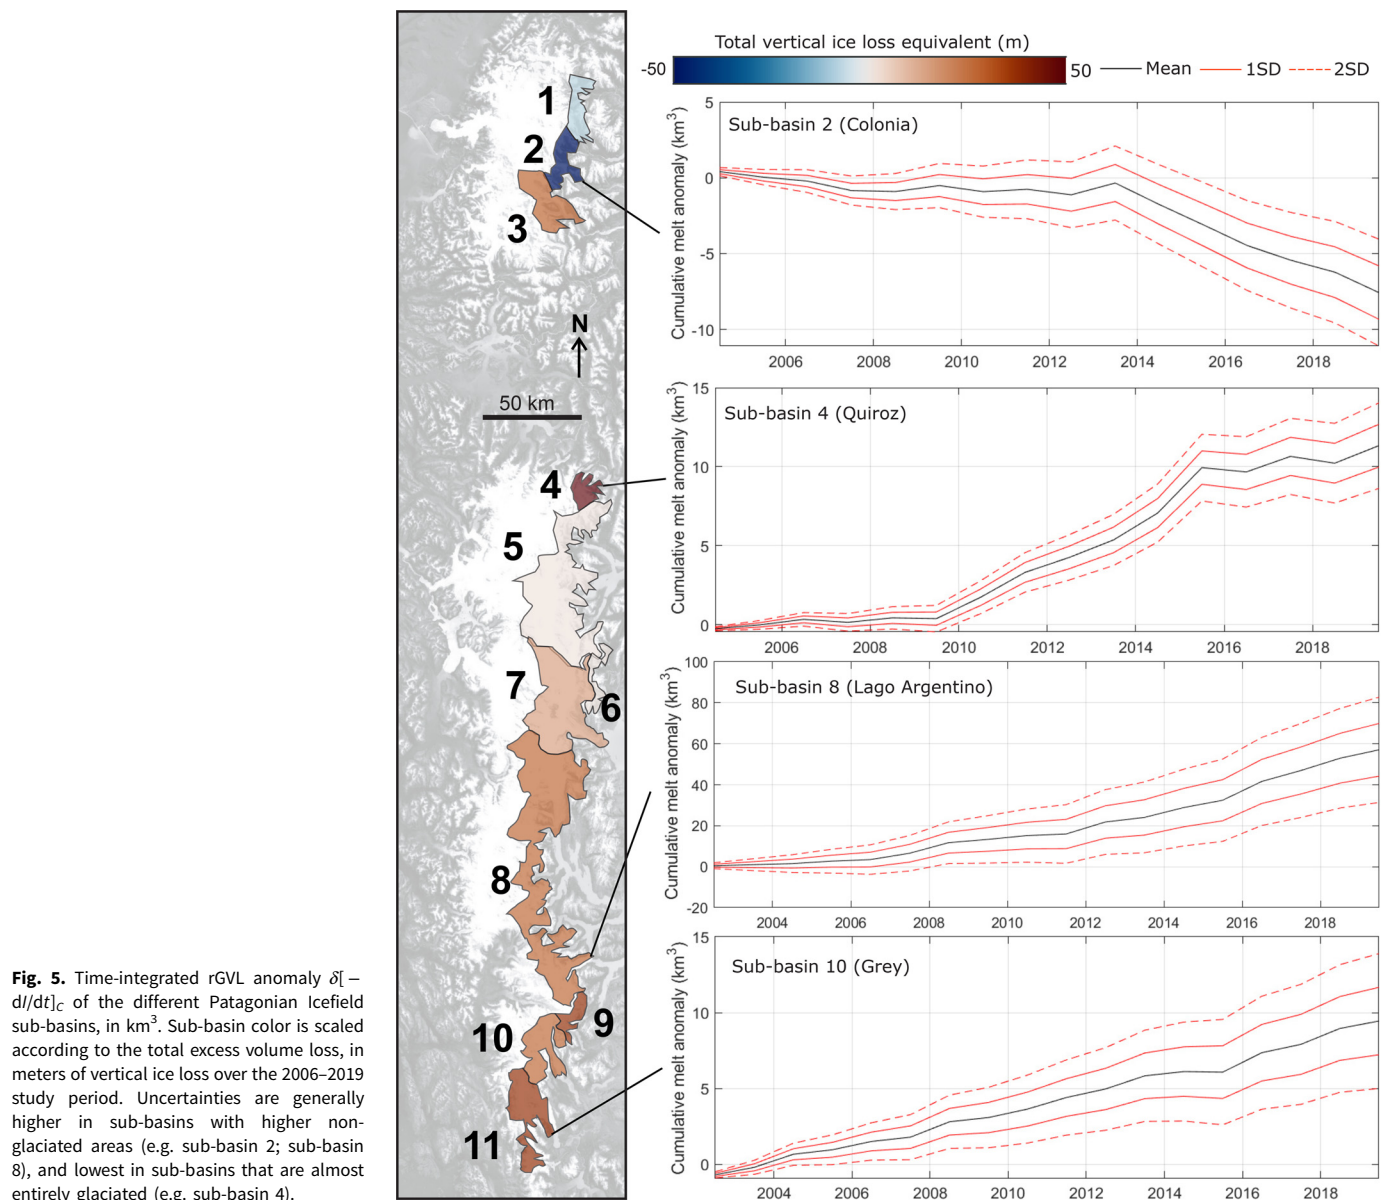 Total vertical ice loss equivalent (m)
-50
50
Mean
1SD
2SD
1
2
3
N
50 km
4
5
7
6
8
10
9
11
Sub-basin 2 (Colonia)
Cumulative melt anomaly (km³)
5
0
-5
-10
2006 2008 2010 2012 2014 2016 2018
Sub-basin 4 (Quiroz)
Cumulative melt anomaly (km³)
15
10
5
0
2006 2008 2010 2012 2014 2016 2018
Sub-basin 8 (Lago Argentino)
Cumulative melt anomaly (km³)
100
80
60
40
20
0
-20
2004 2006 2008 2010 2012 2014 2016 2018
Sub-basin 10 (Grey)
Cumulative melt anomaly (km³)
15
10
5
0
2004 2006 2008 2010 2012 2014 2016 2018
Fig. 5. Time-integrated rGVL anomaly δ[−
dI/dt]C of the different Patagonian Icefield
sub-basins, in km³. Sub-basin color is scaled
according to the total excess volume loss, in
meters of vertical ice loss over the 2006–2019
study period. Uncertainties are generally
higher in sub-basins with higher non-
glaciated areas (e.g. sub-basin 2; sub-basin
8), and lowest in sub-basins that are almost
entirely glaciated (e.g. sub-basin 4).